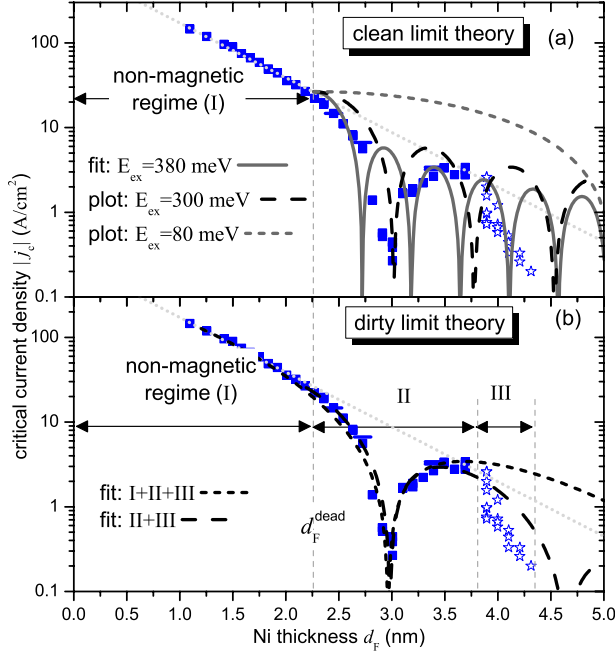 100
10
1
0.1
clean limit theory
(a)
non-magnetic
regime (I)
fit: E_ex=380 meV
plot: E_ex=300 meV
plot: E_ex=80 meV
critical current density |j_c| (A/cm²)
dirty limit theory
(b)
100
10
1
0.1
non-magnetic
regime (I)
II
III
fit: I+II+III
fit: II+III
d_F^dead
0.0 0.5 1.0 1.5 2.0 2.5 3.0 3.5 4.0 4.5 5.0
Ni thickness d_F (nm)